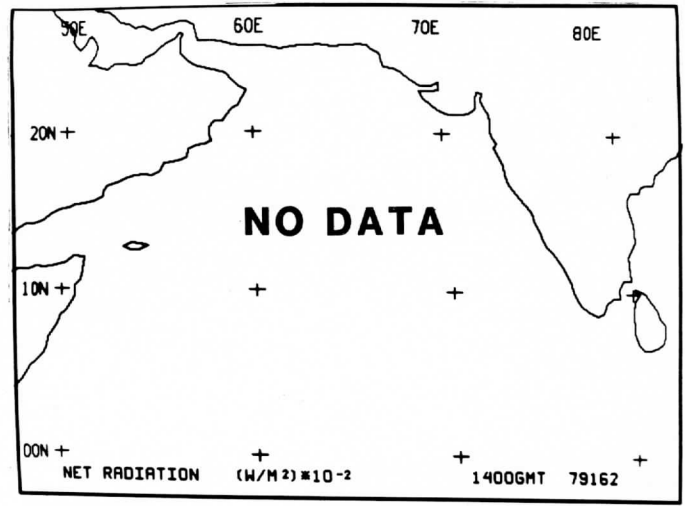 50E 60E 70E 80E
20N
NO DATA
10N
00N
NET RADIATION (W/M²)*10⁻² 1400GMT 79162